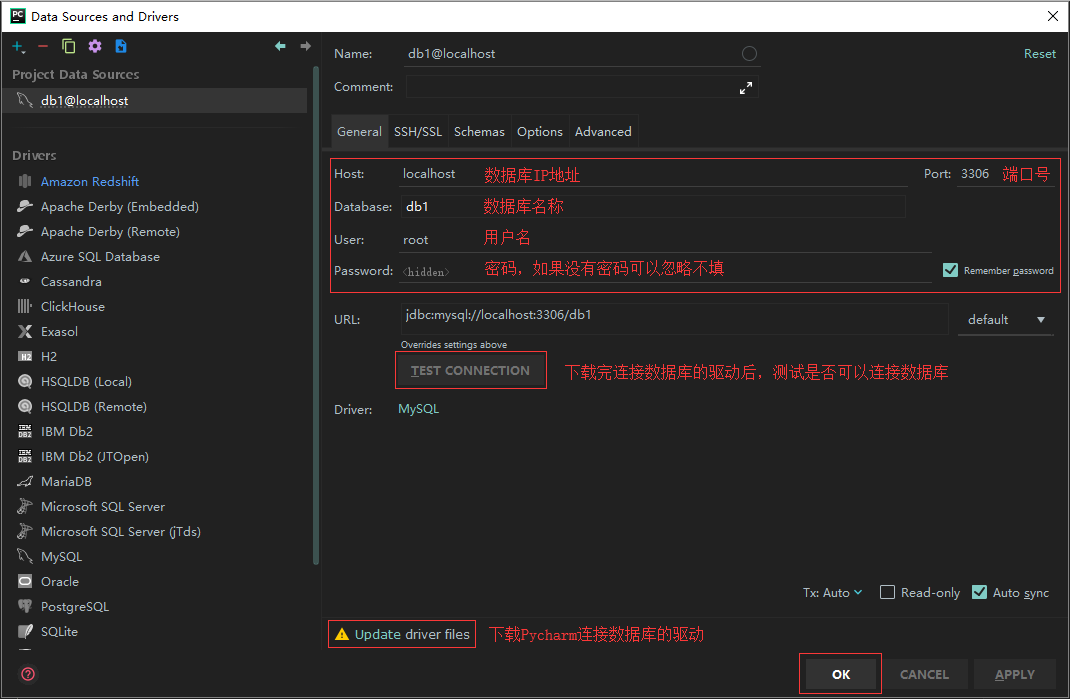 PC Data Sources and Drivers
Project Data Sources
db1@localhost
Drivers
Amazon Redshift
Apache Derby (Embedded)
Apache Derby (Remote)
Azure SQL Database
Cassandra
ClickHouse
Exasol
H2 H2
HSQLDB (Local)
HSQLDB (Remote)
IBM DB2 IBM Db2
IBM DB2 IBM Db2 (JTOpen)
MariaDB
Microsoft SQL Server
Microsoft SQL Server (jTds)
MySQL
Oracle
PostgreSQL
SQLite
Name: db1@localhost
Reset
Comment:
General SSH/SSL Schemas Options Advanced
Host: localhost 数据库IP地址 Port: 3306 端口号
Database: db1 数据库名称
User: root 用户名
Password: <hidden> 密码，如果没有密码可以忽略不填 Remember password
URL: jdbc:mysql://localhost:3306/db1 default
Overrides settings above
TEST CONNECTION 下载完连接数据库的驱动后，测试是否可以连接数据库
Driver: MySQL
Tx: Auto Read-only Auto sync
Update driver files 下载Pycharm连接数据库的驱动
? OK CANCEL APPLY